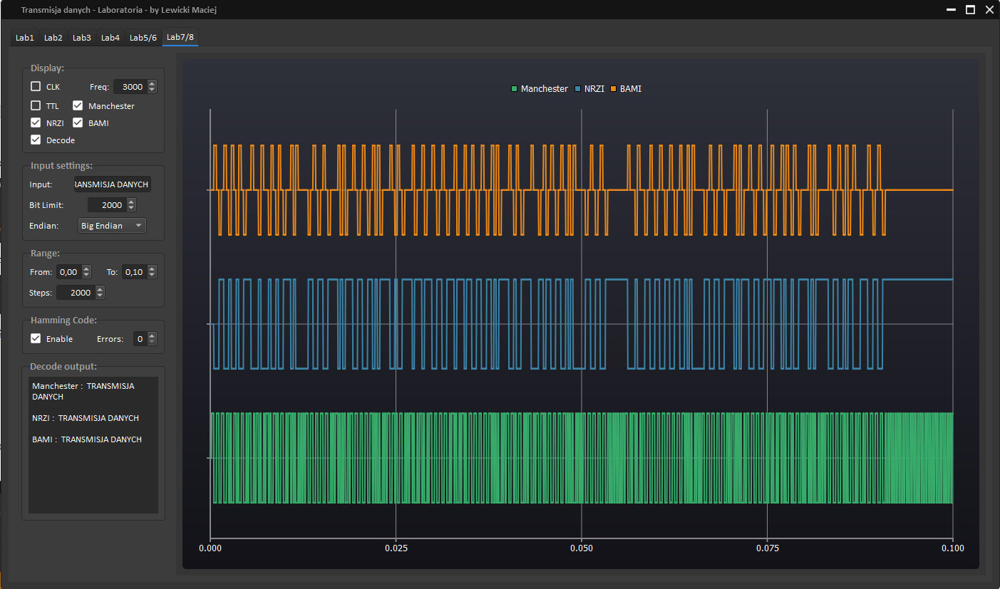 Transmisja danych - Laboratoria - by Lewicki Maciej
Lab1 Lab2 Lab3 Lab4 Lab5/6 Lab7/8
Display:
CLK Freq: 3000
TTL Manchester
NRZI BAMI
Decode
Input settings:
Input: RANSMISJA DANYCH
Bit Limit: 2000
Endian: Big Endian
Range:
From: 0,00 To: 0,10
Steps: 2000
Hamming Code:
Enable Errors: 0
Decode output:
Manchester : TRANSMISJA
DANYCH
NRZI : TRANSMISJA DANYCH
BAMI : TRANSMISJA DANYCH
Manchester NRZI BAMI
0.000 0.025 0.050 0.075 0.100